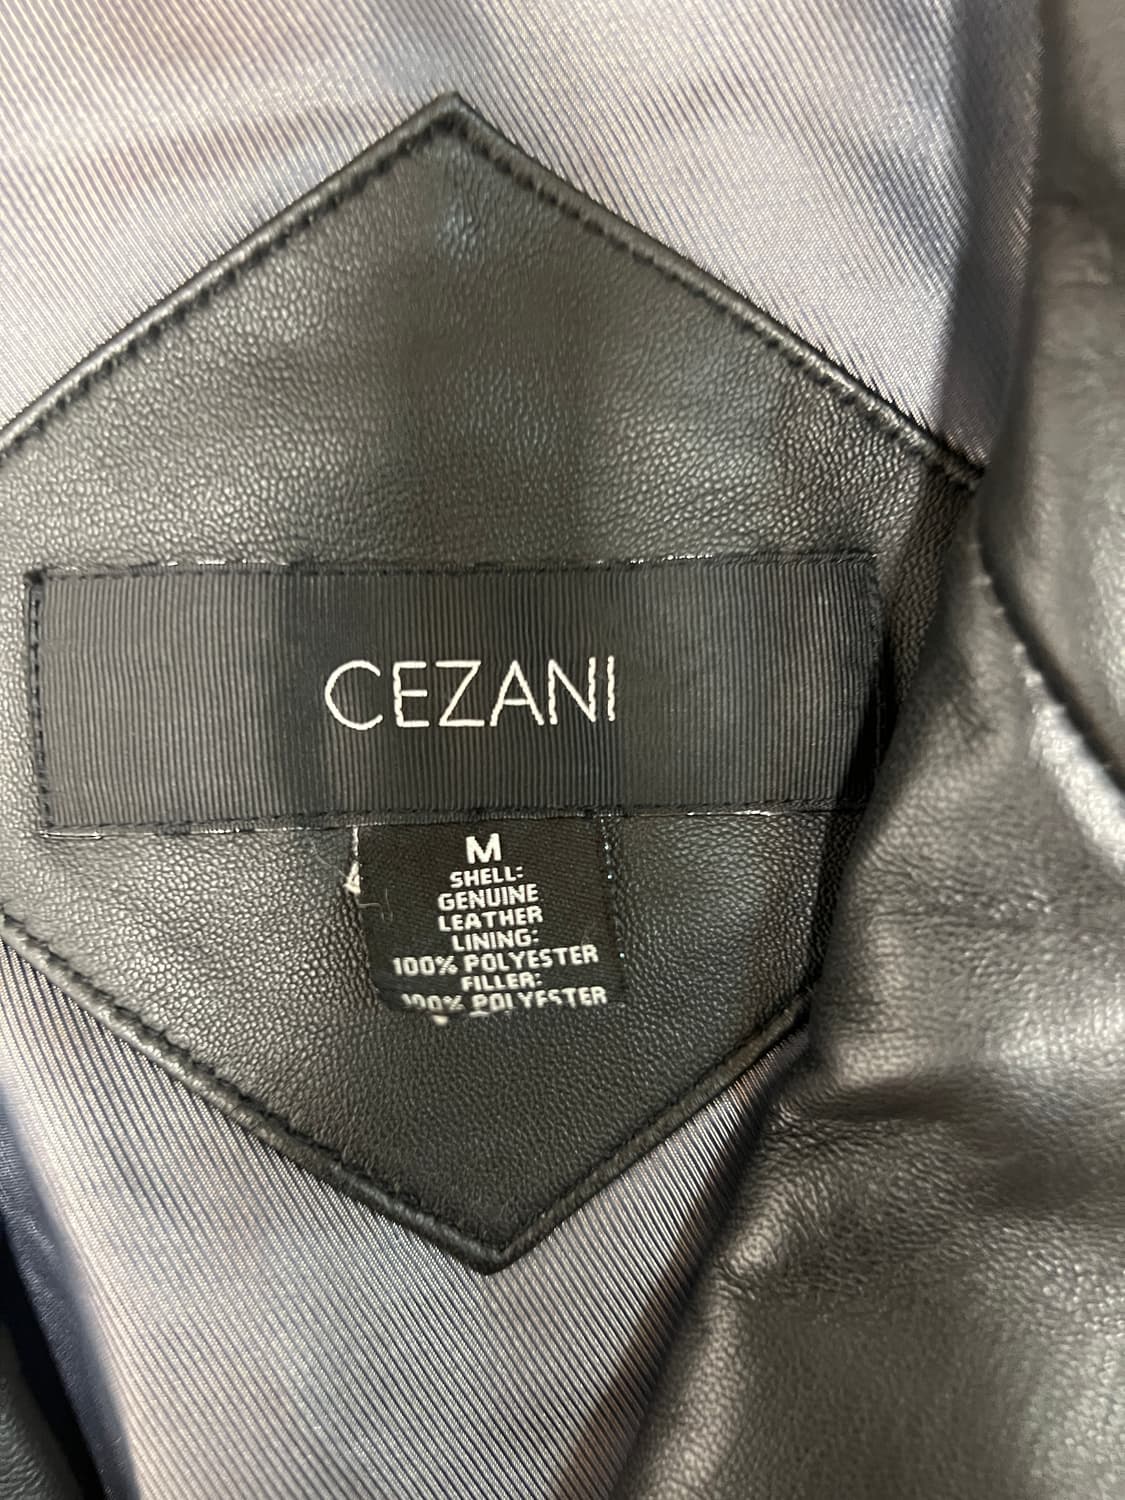 CEZANI
M
SHELL:
GENUINE
LEATHER
LINING:
100% POLYESTER
FILLER:
100% POLYESTER